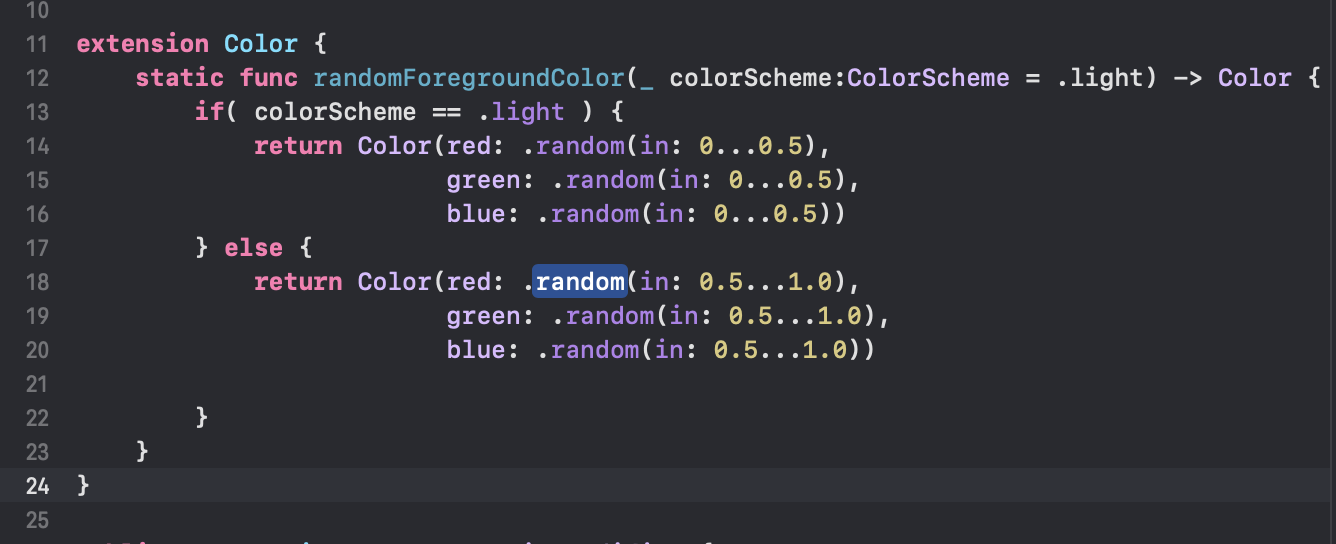 10
11 extension Color {
12     static func randomForegroundColor(_ colorScheme:ColorScheme = .light) -> Color {
13         if( colorScheme == .light ) {
14             return Color(red: .random(in: 0...0.5),
15                          green: .random(in: 0...0.5),
16                          blue: .random(in: 0...0.5))
17         } else {
18             return Color(red: .random(in: 0.5...1.0),
19                          green: .random(in: 0.5...1.0),
20                          blue: .random(in: 0.5...1.0))
21
22         }
23     }
24 }
25